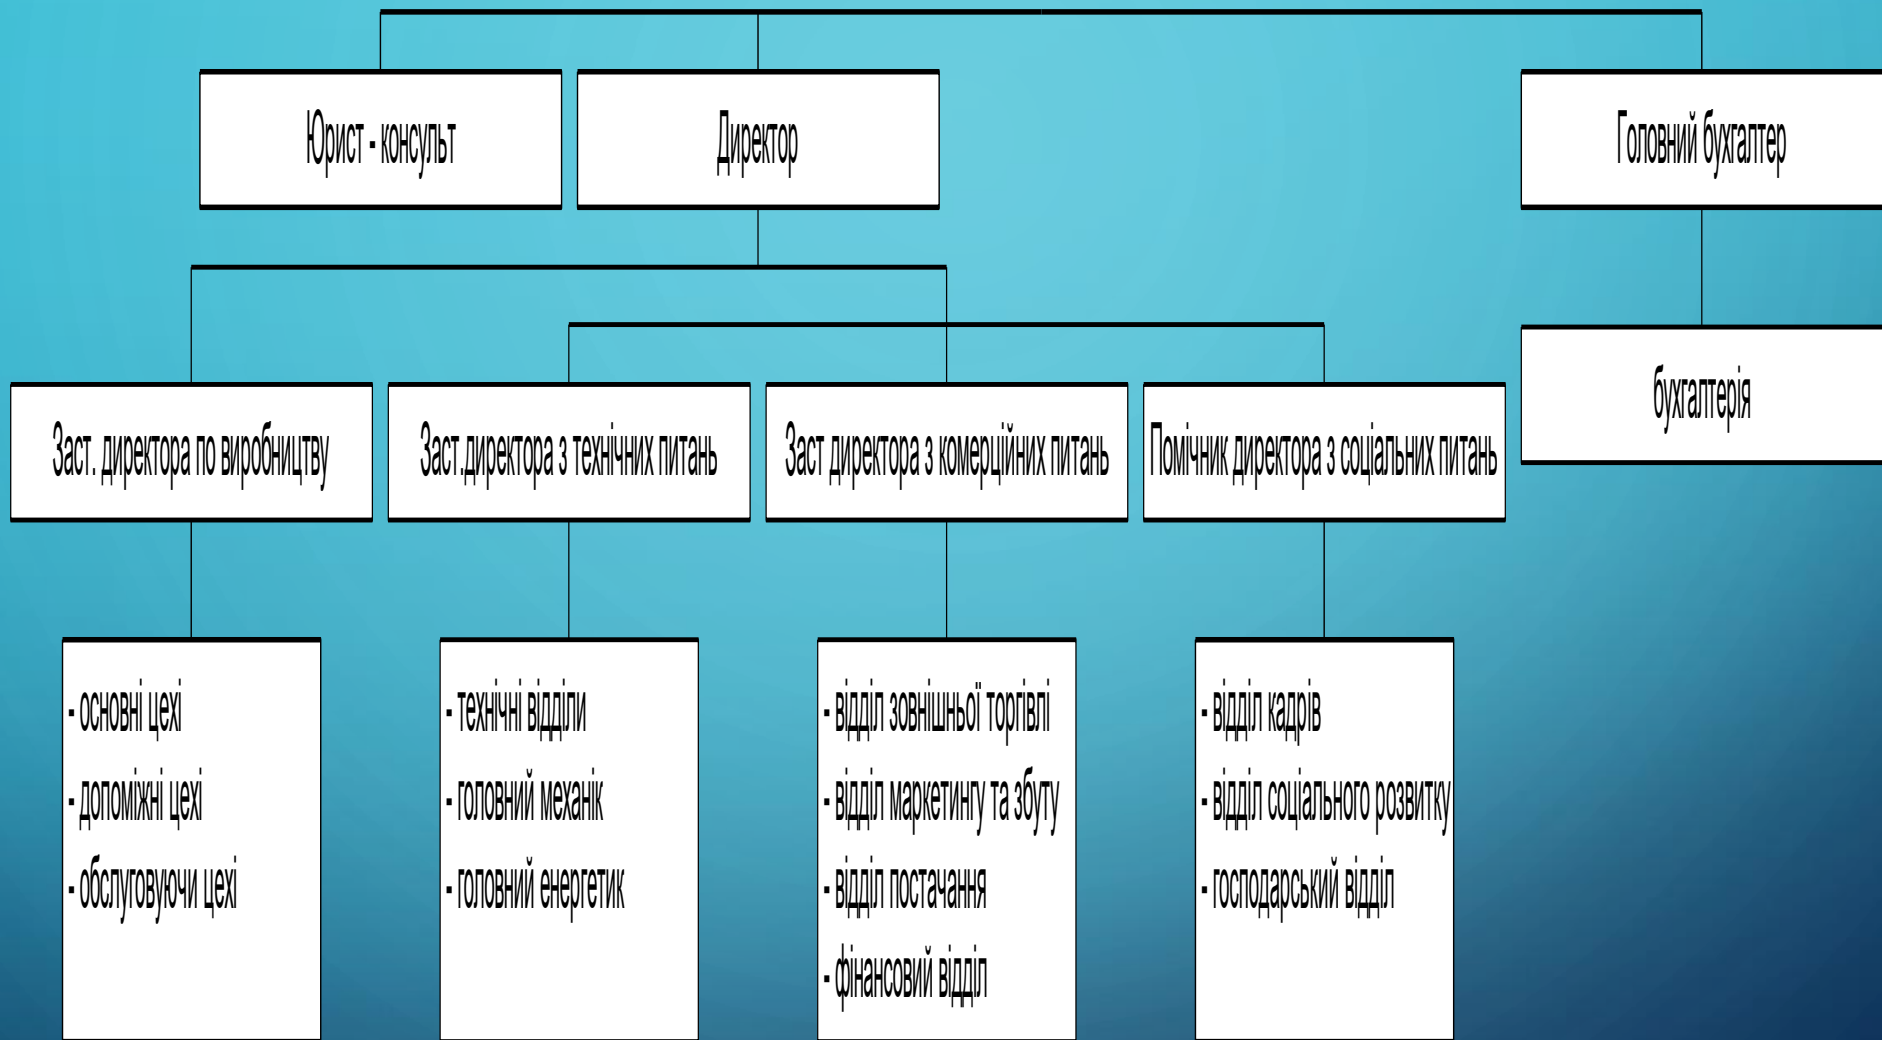 Юрист - консульт
Директор
Головний бухгалтер
бухгалтерія
Заст. директора по виробництву
Заст.директора з технічних питань
Заст директора з комерційних питань
Помічник директора з соціальних питань
- основні цехі
- допоміжні цехі
- обслуговуючи цехі
- технічні відділи
- головний механік
- головний енергетик
- відділ зовнішньої торгівлі
- відділ маркетингу та збуту
- відділ постачання
- фінансовий відділ
- відділ кадрів
- відділ соціального розвитку
- господарський відділ